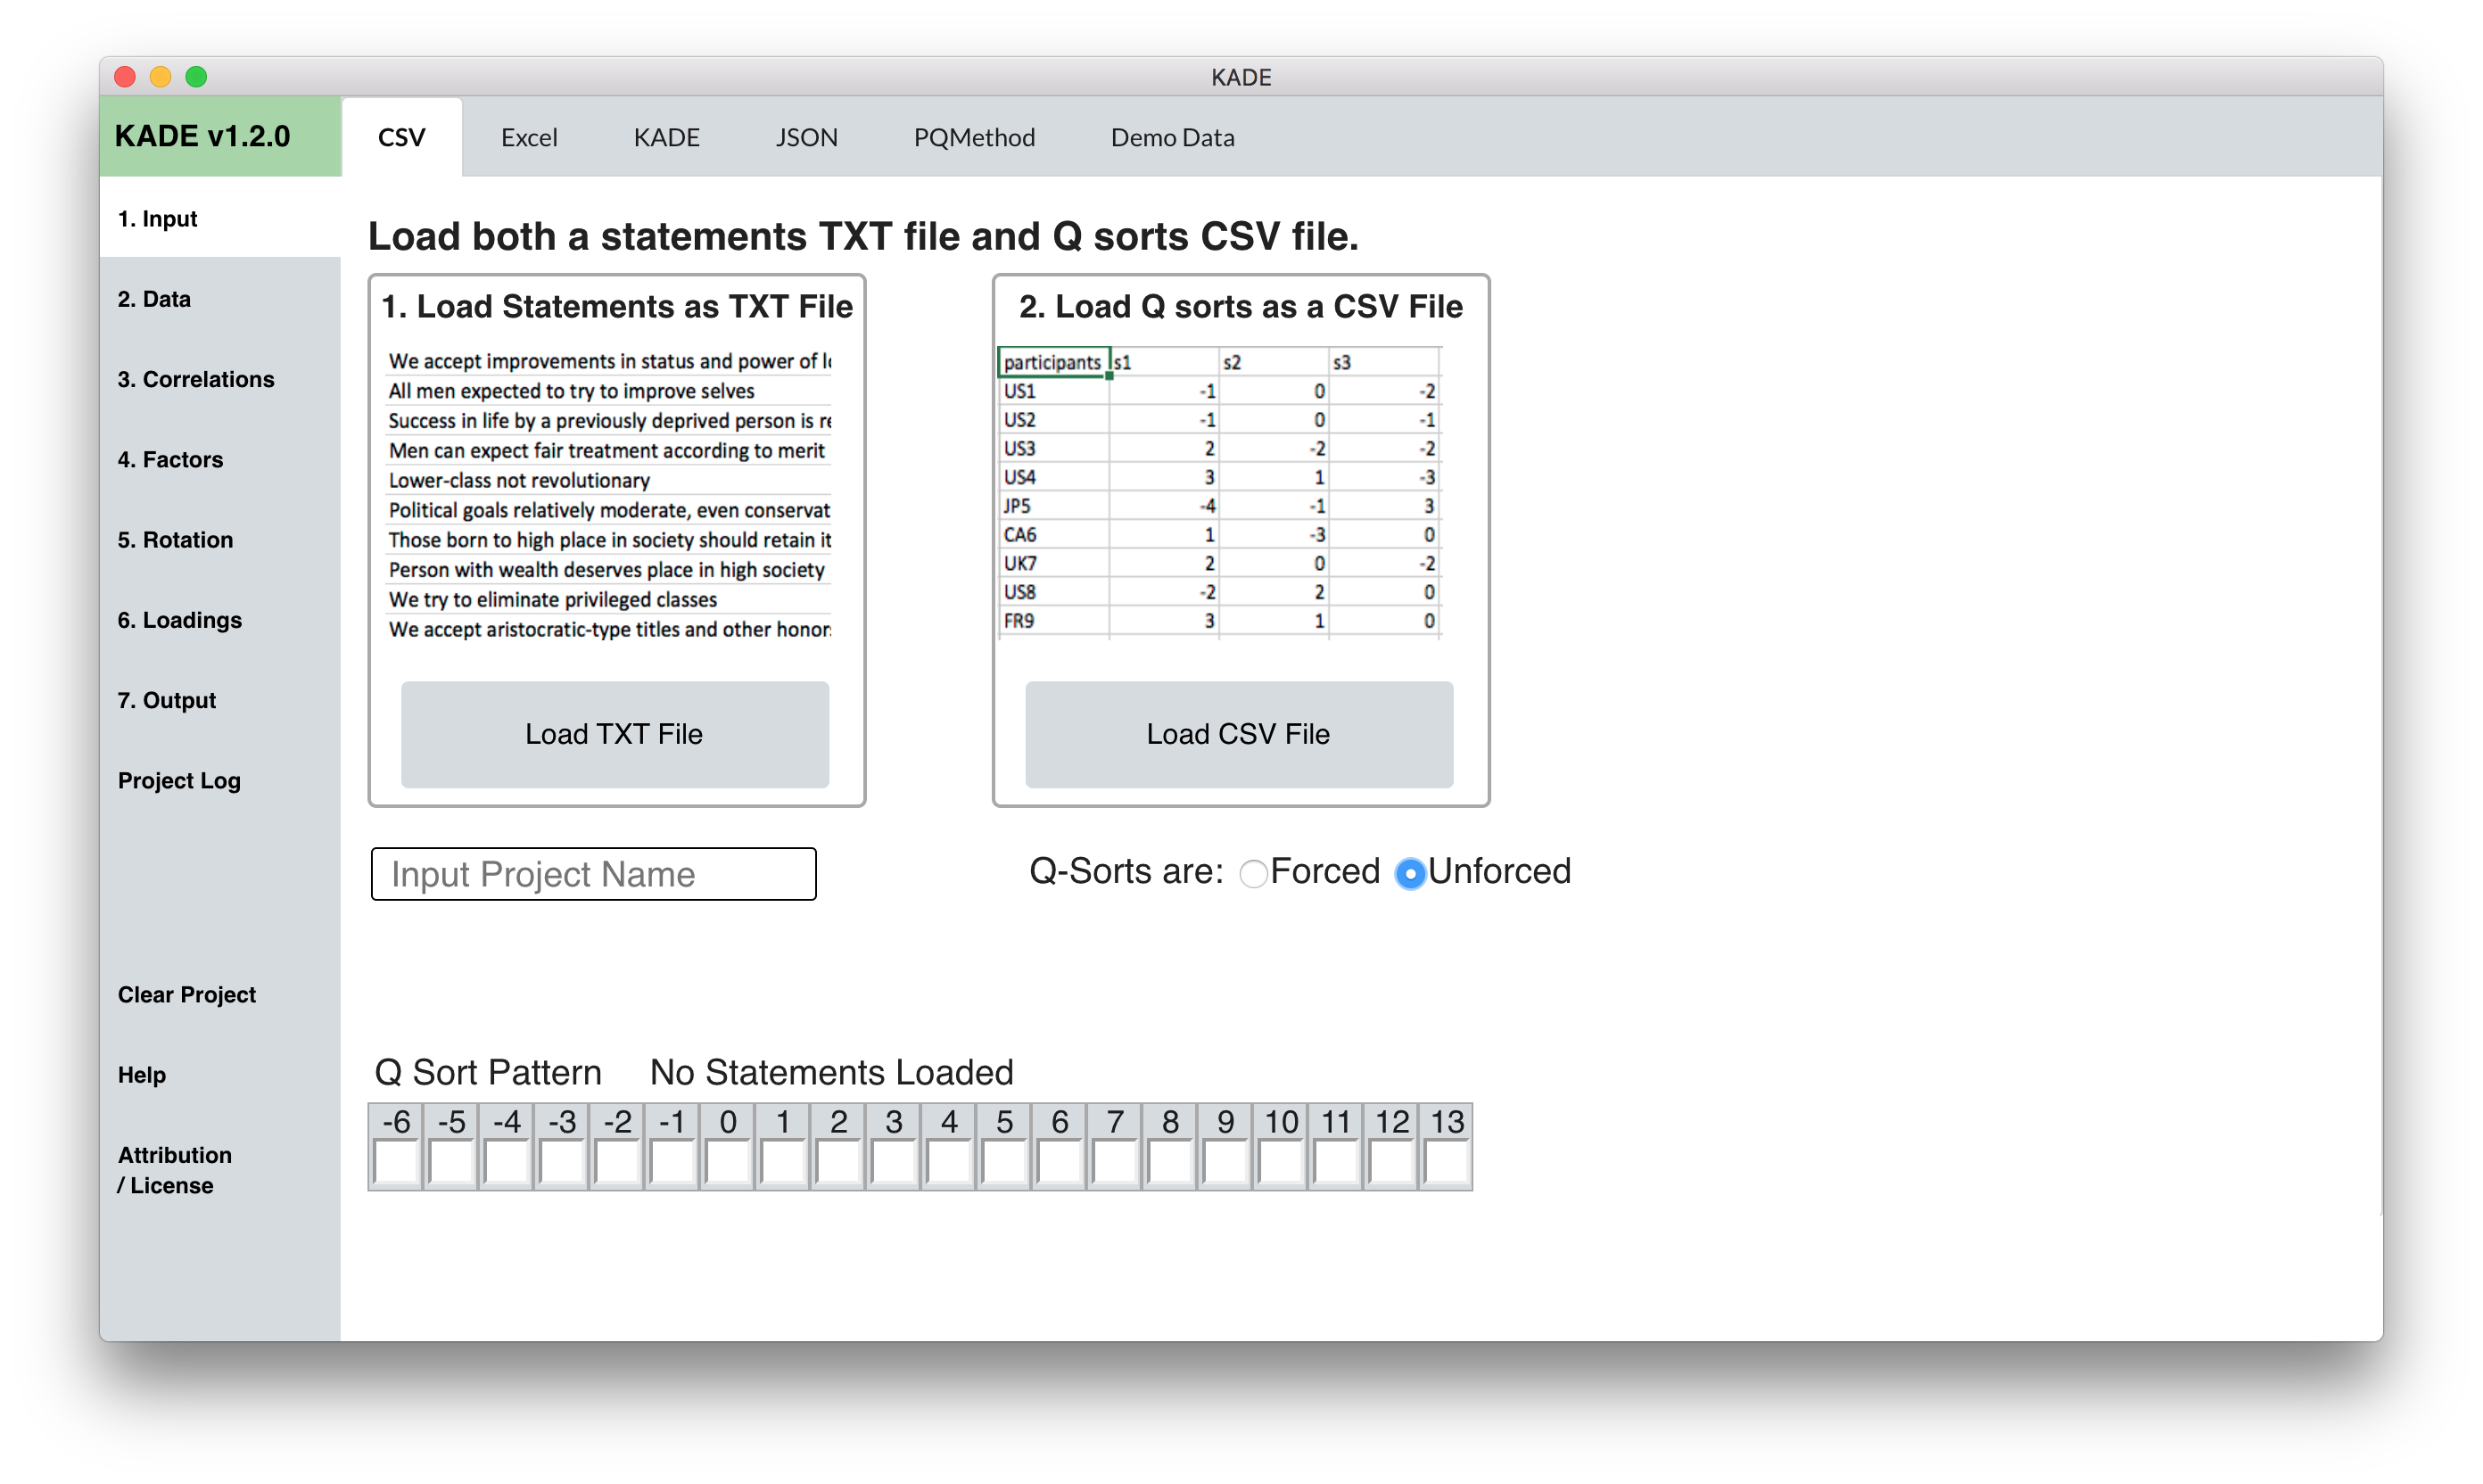 KADE
KADE v1.2.0
CSV Excel KADE JSON PQMethod Demo Data
1. Input
2. Data
3. Correlations
4. Factors
5. Rotation
6. Loadings
7. Output
Project Log
Clear Project
Help
Attribution
/ License
Load both a statements TXT file and Q sorts CSV file.
1. Load Statements as TXT File
We accept improvements in status and power of
All men expected to try to improve selves
Success in life by a previously deprived person is
Men can expect fair treatment according to merit
Lower-class not revolutionary
Political goals relatively moderate, even conservat
Those born to high place in society should retain it
Person with wealth deserves place in high society
We try to eliminate privileged classes
We accept aristocratic-type titles and other honor
Load TXT File
2. Load Q sorts as a CSV File
participants s1 s2 s3
US1 -1 0 -2
US2 -1 0 -1
US3 2 -2 -2
US4 3 1 -3
JP5 -4 -1 3
CA6 1 -3 0
UK7 2 0 -2
US8 -2 2 0
FR9 3 1 0
Load CSV File
Input Project Name
Q-Sorts are: Forced Unforced
Q Sort Pattern No Statements Loaded
-6 -5 -4 -3 -2 -1 0 1 2 3 4 5 6 7 8 9 10 11 12 13